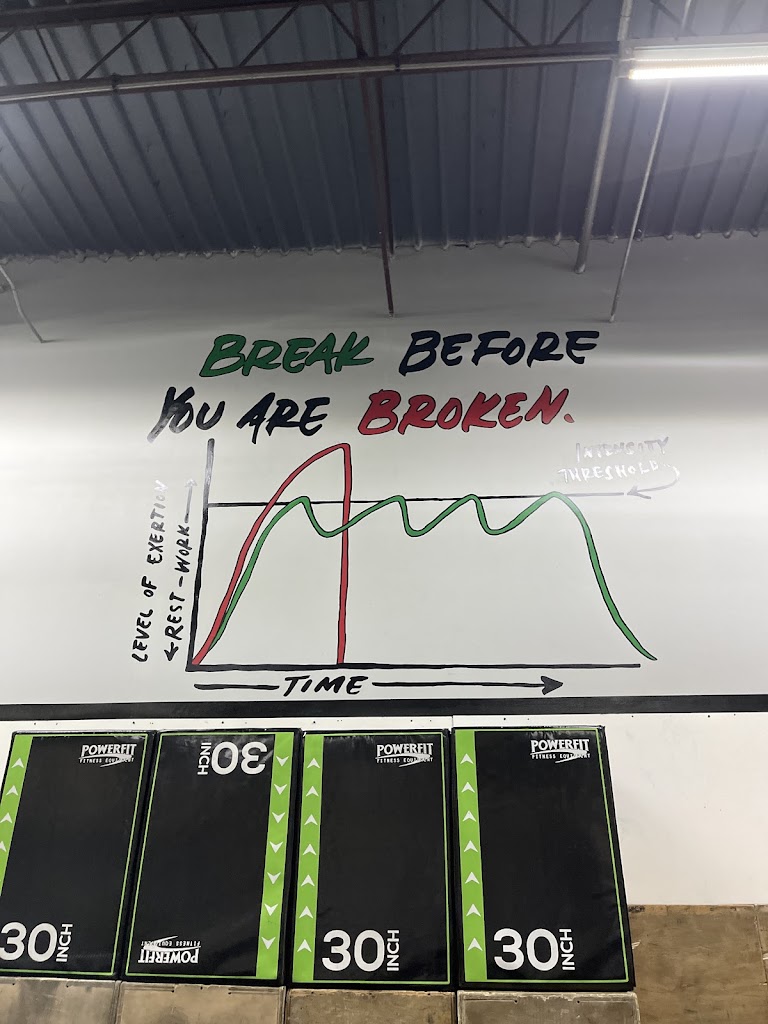 BREAK BEFORE
YOU ARE BROKEN.
INTENSITY
THRESHOLD
LEVEL OF EXERTION
REST - WORK
TIME
POWERFIT
FITNESS EQUIPMENT
30 INCH
30 INCH
POWERFIT
FITNESS EQUIPMENT
POWERFIT
FITNESS EQUIPMENT
30 INCH
POWERFIT
FITNESS EQUIPMENT
30 INCH